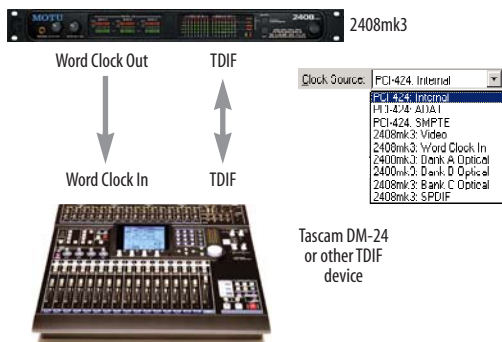 MOTU
2408
2408mk3
Word Clock Out
TDIF
Clock Source: PCI-424: Internal
PCI-424: Internal
PCI-424: ADAT
PCI-424: SMPTE
2408mk3: Video
2408mk3: Word Clock In
2408mk3: Bank A Optical
2408mk3: Bank B Optical
2408mk3: Bank C Optical
2408mk3: SPDIF
Word Clock In
TDIF
Tascam DM-24
or other TDIF
device